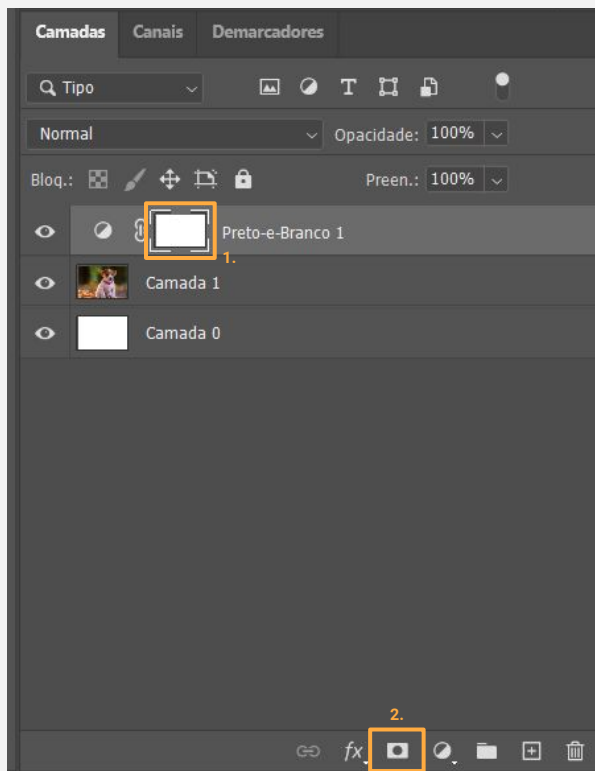 Camadas Canais Demarcadores
Tipo T
Normal Opacidade: 100%
Bloq.: Preen.: 100%
Preto-e-Branco 1
1.
Camada 1
Camada 0
2.
fx